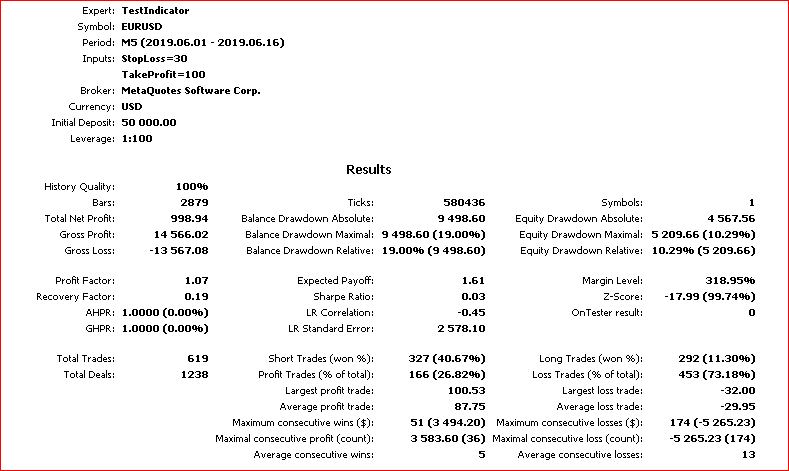 Expert: TestIndicator
Symbol: EURUSD
Period: M5 (2019.06.01 - 2019.06.16)
Inputs: StopLoss=30
TakeProfit=100
Broker: MetaQuotes Software Corp.
Currency: USD
Initial Deposit: 50 000.00
Leverage: 1:100
Results
History Quality: 100%
Bars: 2879 Ticks: 580436 Symbols: 1
Total Net Profit: 998.94 Balance Drawdown Absolute: 9 498.60 Equity Drawdown Absolute: 4 567.56
Gross Profit: 14 566.02 Balance Drawdown Maximal: 9 498.60 (19.00%) Equity Drawdown Maximal: 5 209.66 (10.29%)
Gross Loss: -13 567.08 Balance Drawdown Relative: 19.00% (9 498.60) Equity Drawdown Relative: 10.29% (5 209.66)
Profit Factor: 1.07 Expected Payoff: 1.61 Margin Level: 318.95%
Recovery Factor: 0.19 Sharpe Ratio: 0.03 Z-Score: -17.99 (99.74%)
AHPR: 1.0000 (0.00%) LR Correlation: -0.45 OnTester result: 0
GHPR: 1.0000 (0.00%) LR Standard Error: 2 578.10
Total Trades: 619 Short Trades (won %): 327 (40.67%) Long Trades (won %): 292 (11.30%)
Total Deals: 1238 Profit Trades (% of total): 166 (26.82%) Loss Trades (% of total): 453 (73.18%)
Largest profit trade: 100.53 Largest loss trade: -32.00
Average profit trade: 87.75 Average loss trade: -29.95
Maximum consecutive wins ($): 51 (3 494.20) Maximum consecutive losses ($): 174 (-5 265.23)
Maximal consecutive profit (count): 3 583.60 (36) Maximal consecutive loss (count): -5 265.23 (174)
Average consecutive wins: 5 Average consecutive losses: 13